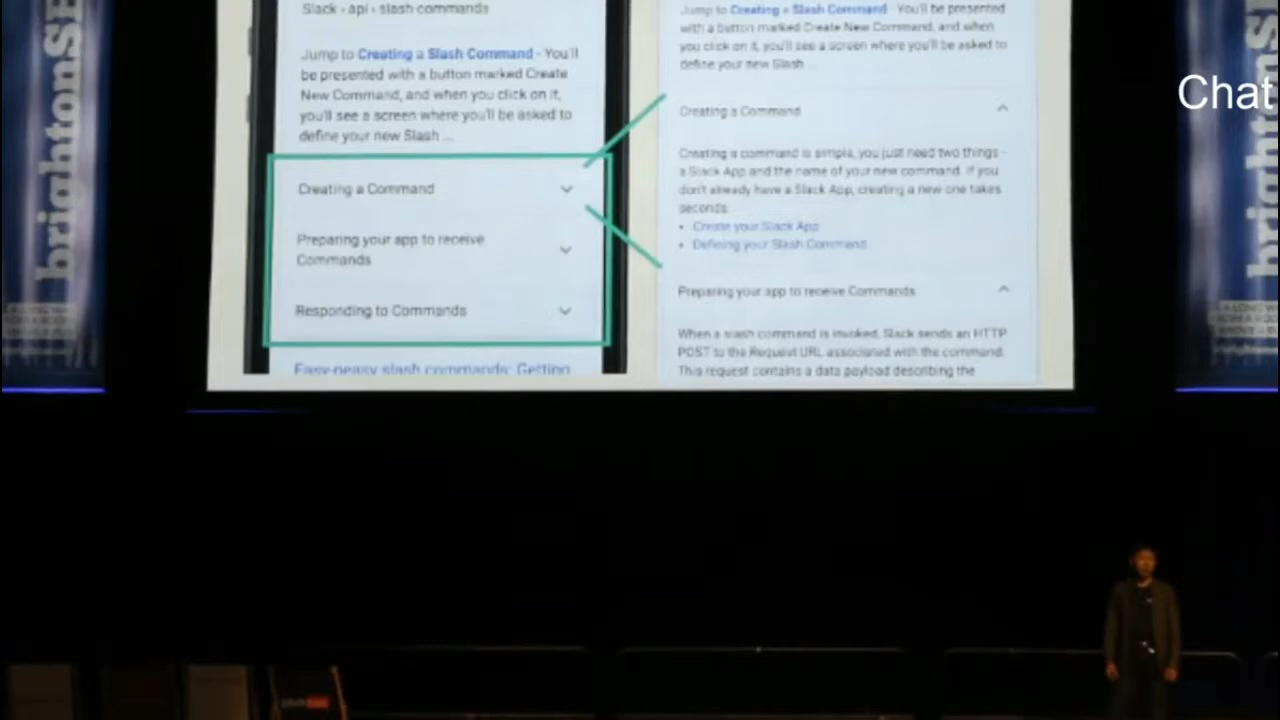 brightonSE
Slack › api › slash-commands
Jump to Creating a Slash Command - You'll
be presented with a button marked Create
New Command, and when you click on it,
you'll see a screen where you'll be asked to
define your new Slash ...
Creating a Command
Preparing your app to receive
Commands
Responding to Commands
Easy-peasy slash commands: Getting
Jump to Creating a Slash Command - You'll be presented
with a button marked Create New Command, and when
you click on it, you'll see a screen where you'll be asked to
define your new Slash ...
Creating a Command
Creating a command is simple, you just need two things -
a Slack App and the name of your new command. If you
don't already have a Slack App, creating a new one takes
seconds.
• Create your Slack App
• Defining your Slash Command
Preparing your app to receive Commands
When a slash command is invoked, Slack sends an HTTP
POST to the Request URL associated with the command.
This request contains a data payload describing the
Chat
brightonSE